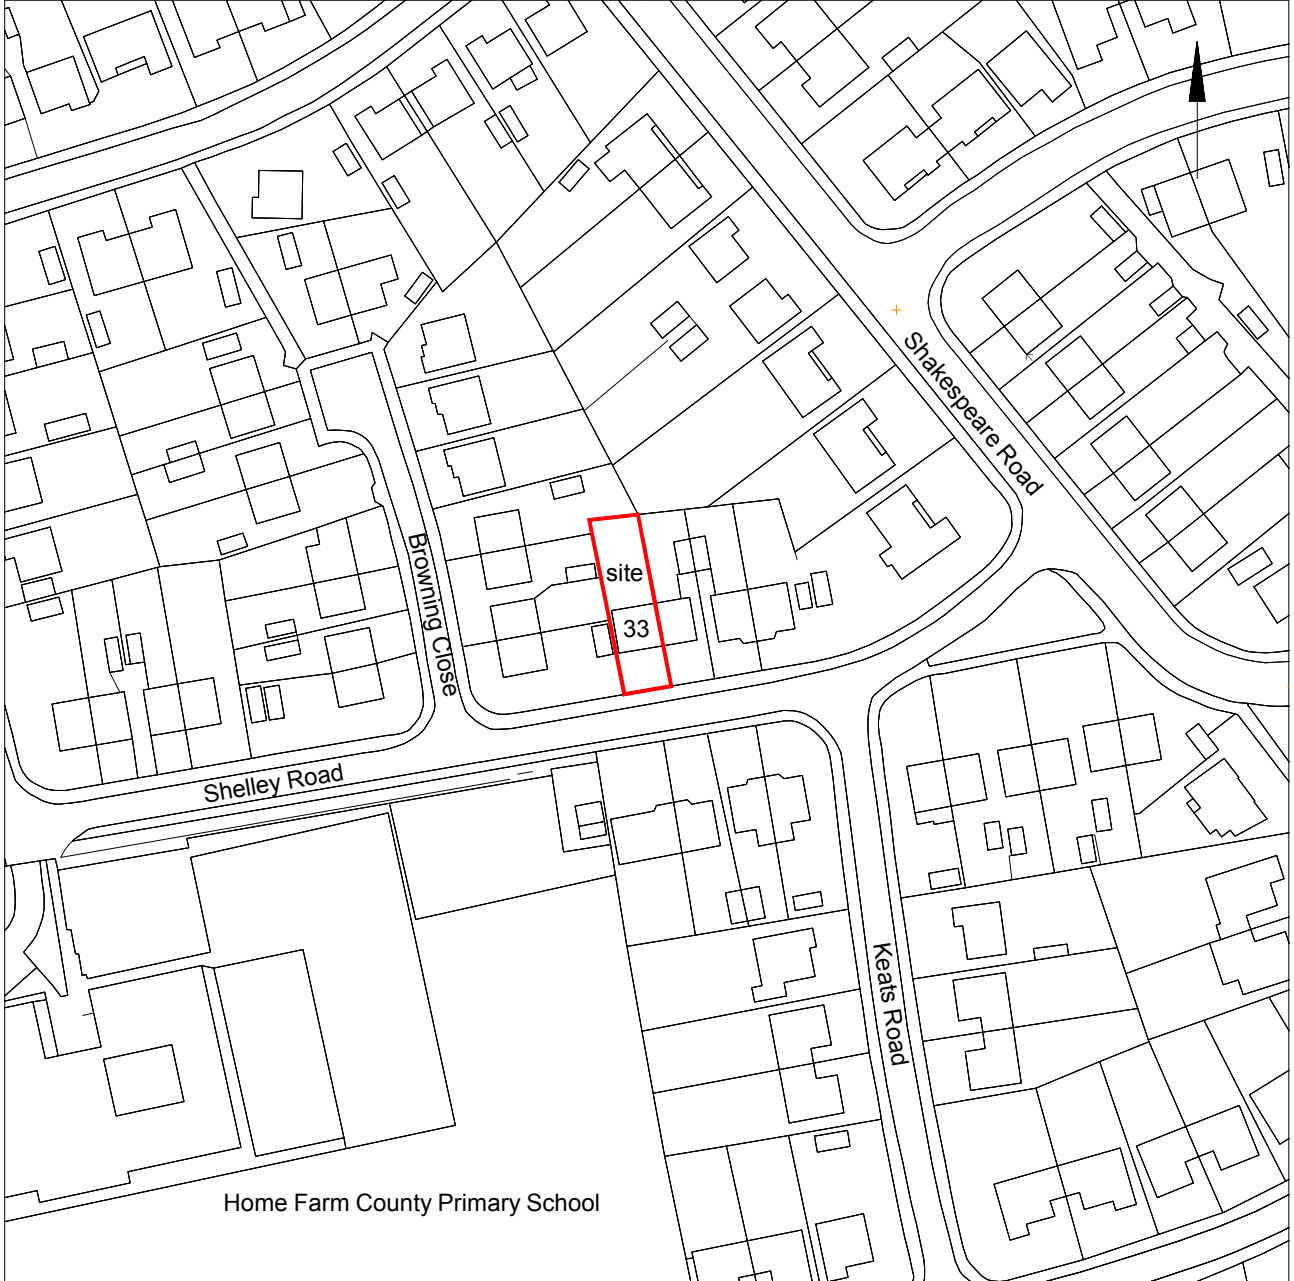 Shakespeare Road
site
33
Browning Close
Shelley Road
Keats Road
Home Farm County Primary School